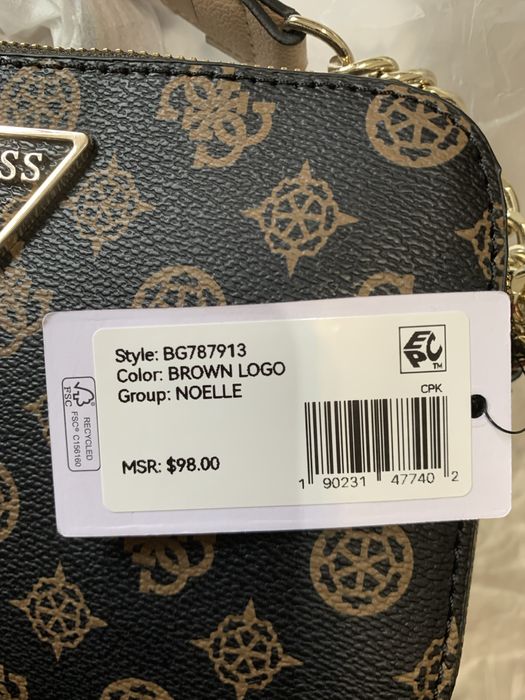 SS
Style: BG787913
Color: BROWN LOGO
Group: NOELLE
MSR: $98.00
EPC™
CPK
1 90231 47740 2
RECYCLED
FSC® C156160
FSC